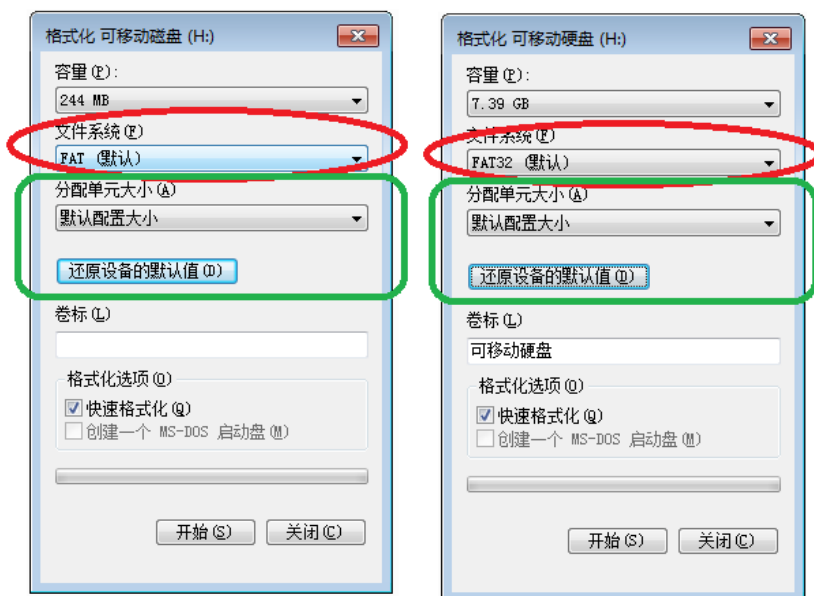 格式化 可移动磁盘 (H:)
容量(P):
244 MB
文件系统(F)
FAT (默认)
分配单元大小(A)
默认配置大小
还原设备的默认值(D)
卷标(L)
格式化选项(O)
快速格式化(Q)
创建一个 MS-DOS 启动盘(M)
开始(S)
关闭(C)
格式化 可移动硬盘 (H:)
容量(P):
7.39 GB
文件系统(F)
FAT32 (默认)
分配单元大小(A)
默认配置大小
还原设备的默认值(D)
卷标(L)
可移动硬盘
格式化选项(O)
快速格式化(Q)
创建一个 MS-DOS 启动盘(M)
开始(S)
关闭(C)